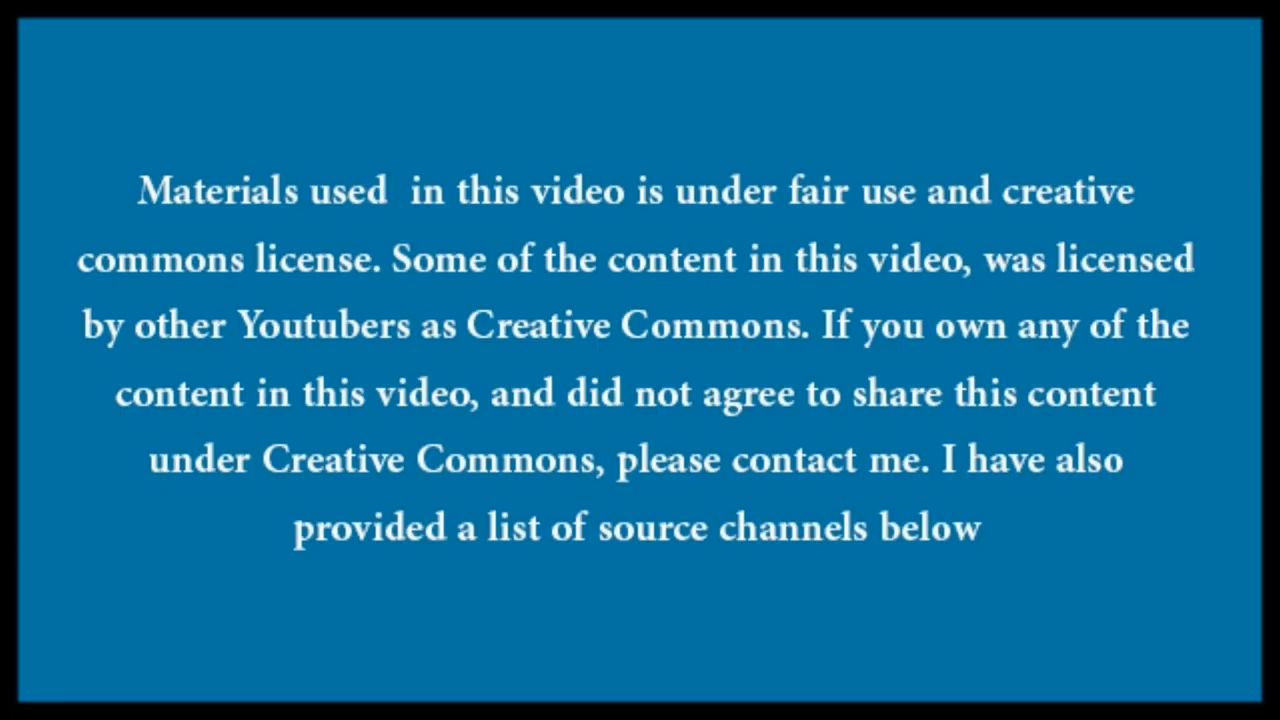 Materials used  in this video is under fair use and creative
commons license. Some of the content in this video, was licensed
by other Youtubers as Creative Commons. If you own any of the
content in this video, and did not agree to share this content
under Creative Commons, please contact me. I have also
provided a list of source channels below